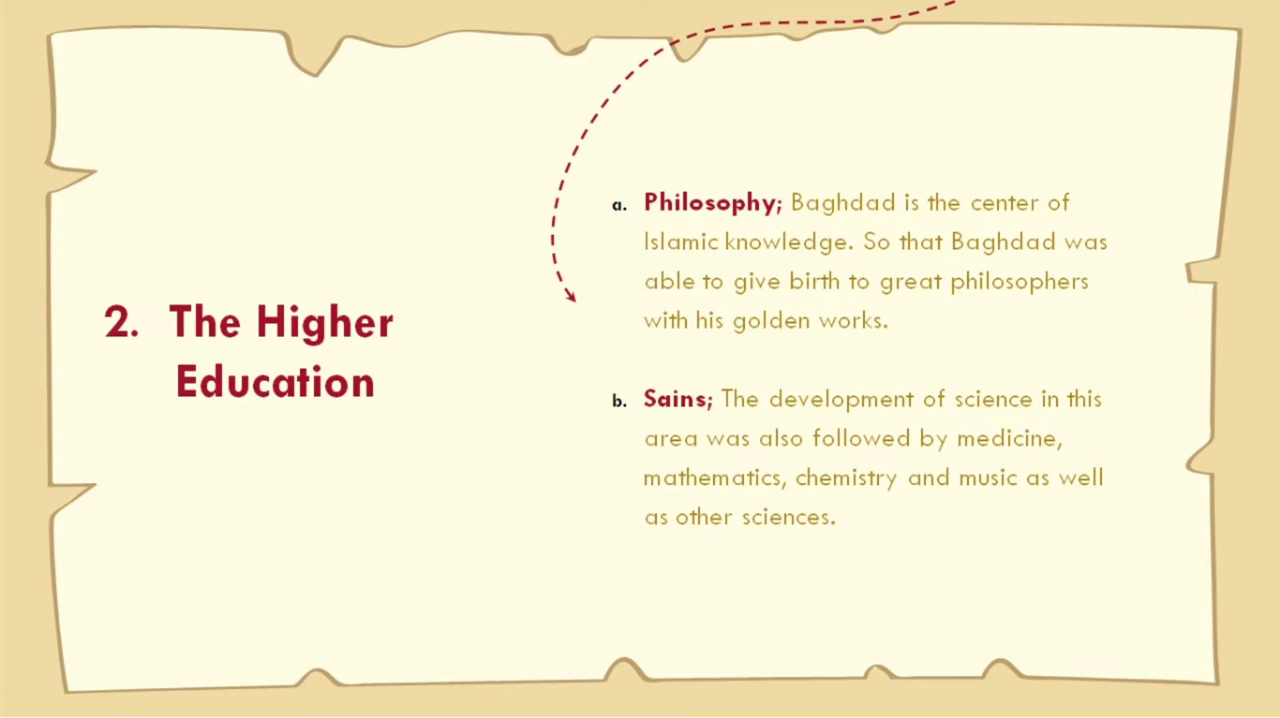 2. The Higher
Education
a. Philosophy; Baghdad is the center of
Islamic knowledge. So that Baghdad was
able to give birth to great philosophers
with his golden works.
b. Sains; The development of science in this
area was also followed by medicine,
mathematics, chemistry and music as well
as other sciences.